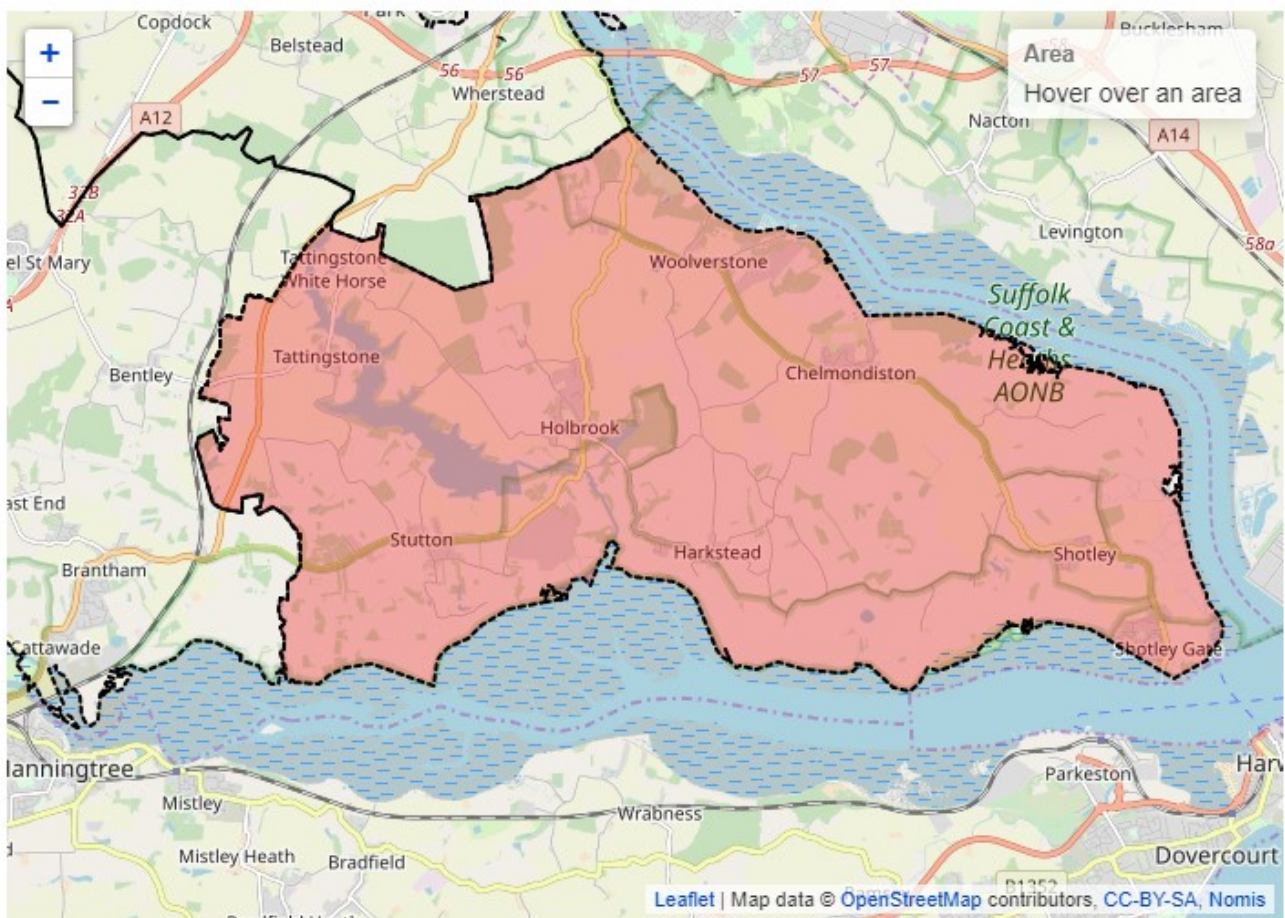 Copdock
Park
Belstead
Bucklesham
+
−
Area
Hover over an area
56
56
57
57
58
Wherstead
A12
Nacton
A14
32B
32A
Levington
58a
el St Mary
Tattingstone
White Horse
Woolverstone
Suffolk
Coast &
Heaths
AONB
Tattingstone
Bentley
Chelmondiston
Holbrook
ast End
Stutton
Harkstead
Shotley
Brantham
Cattawade
Shotley Gate
anningtree
Harw
Parkeston
Mistley
Wrabness
Mistley Heath
Bradfield
Dovercourt
B1352
Leaflet | Map data © OpenStreetMap contributors, CC-BY-SA, Nomis